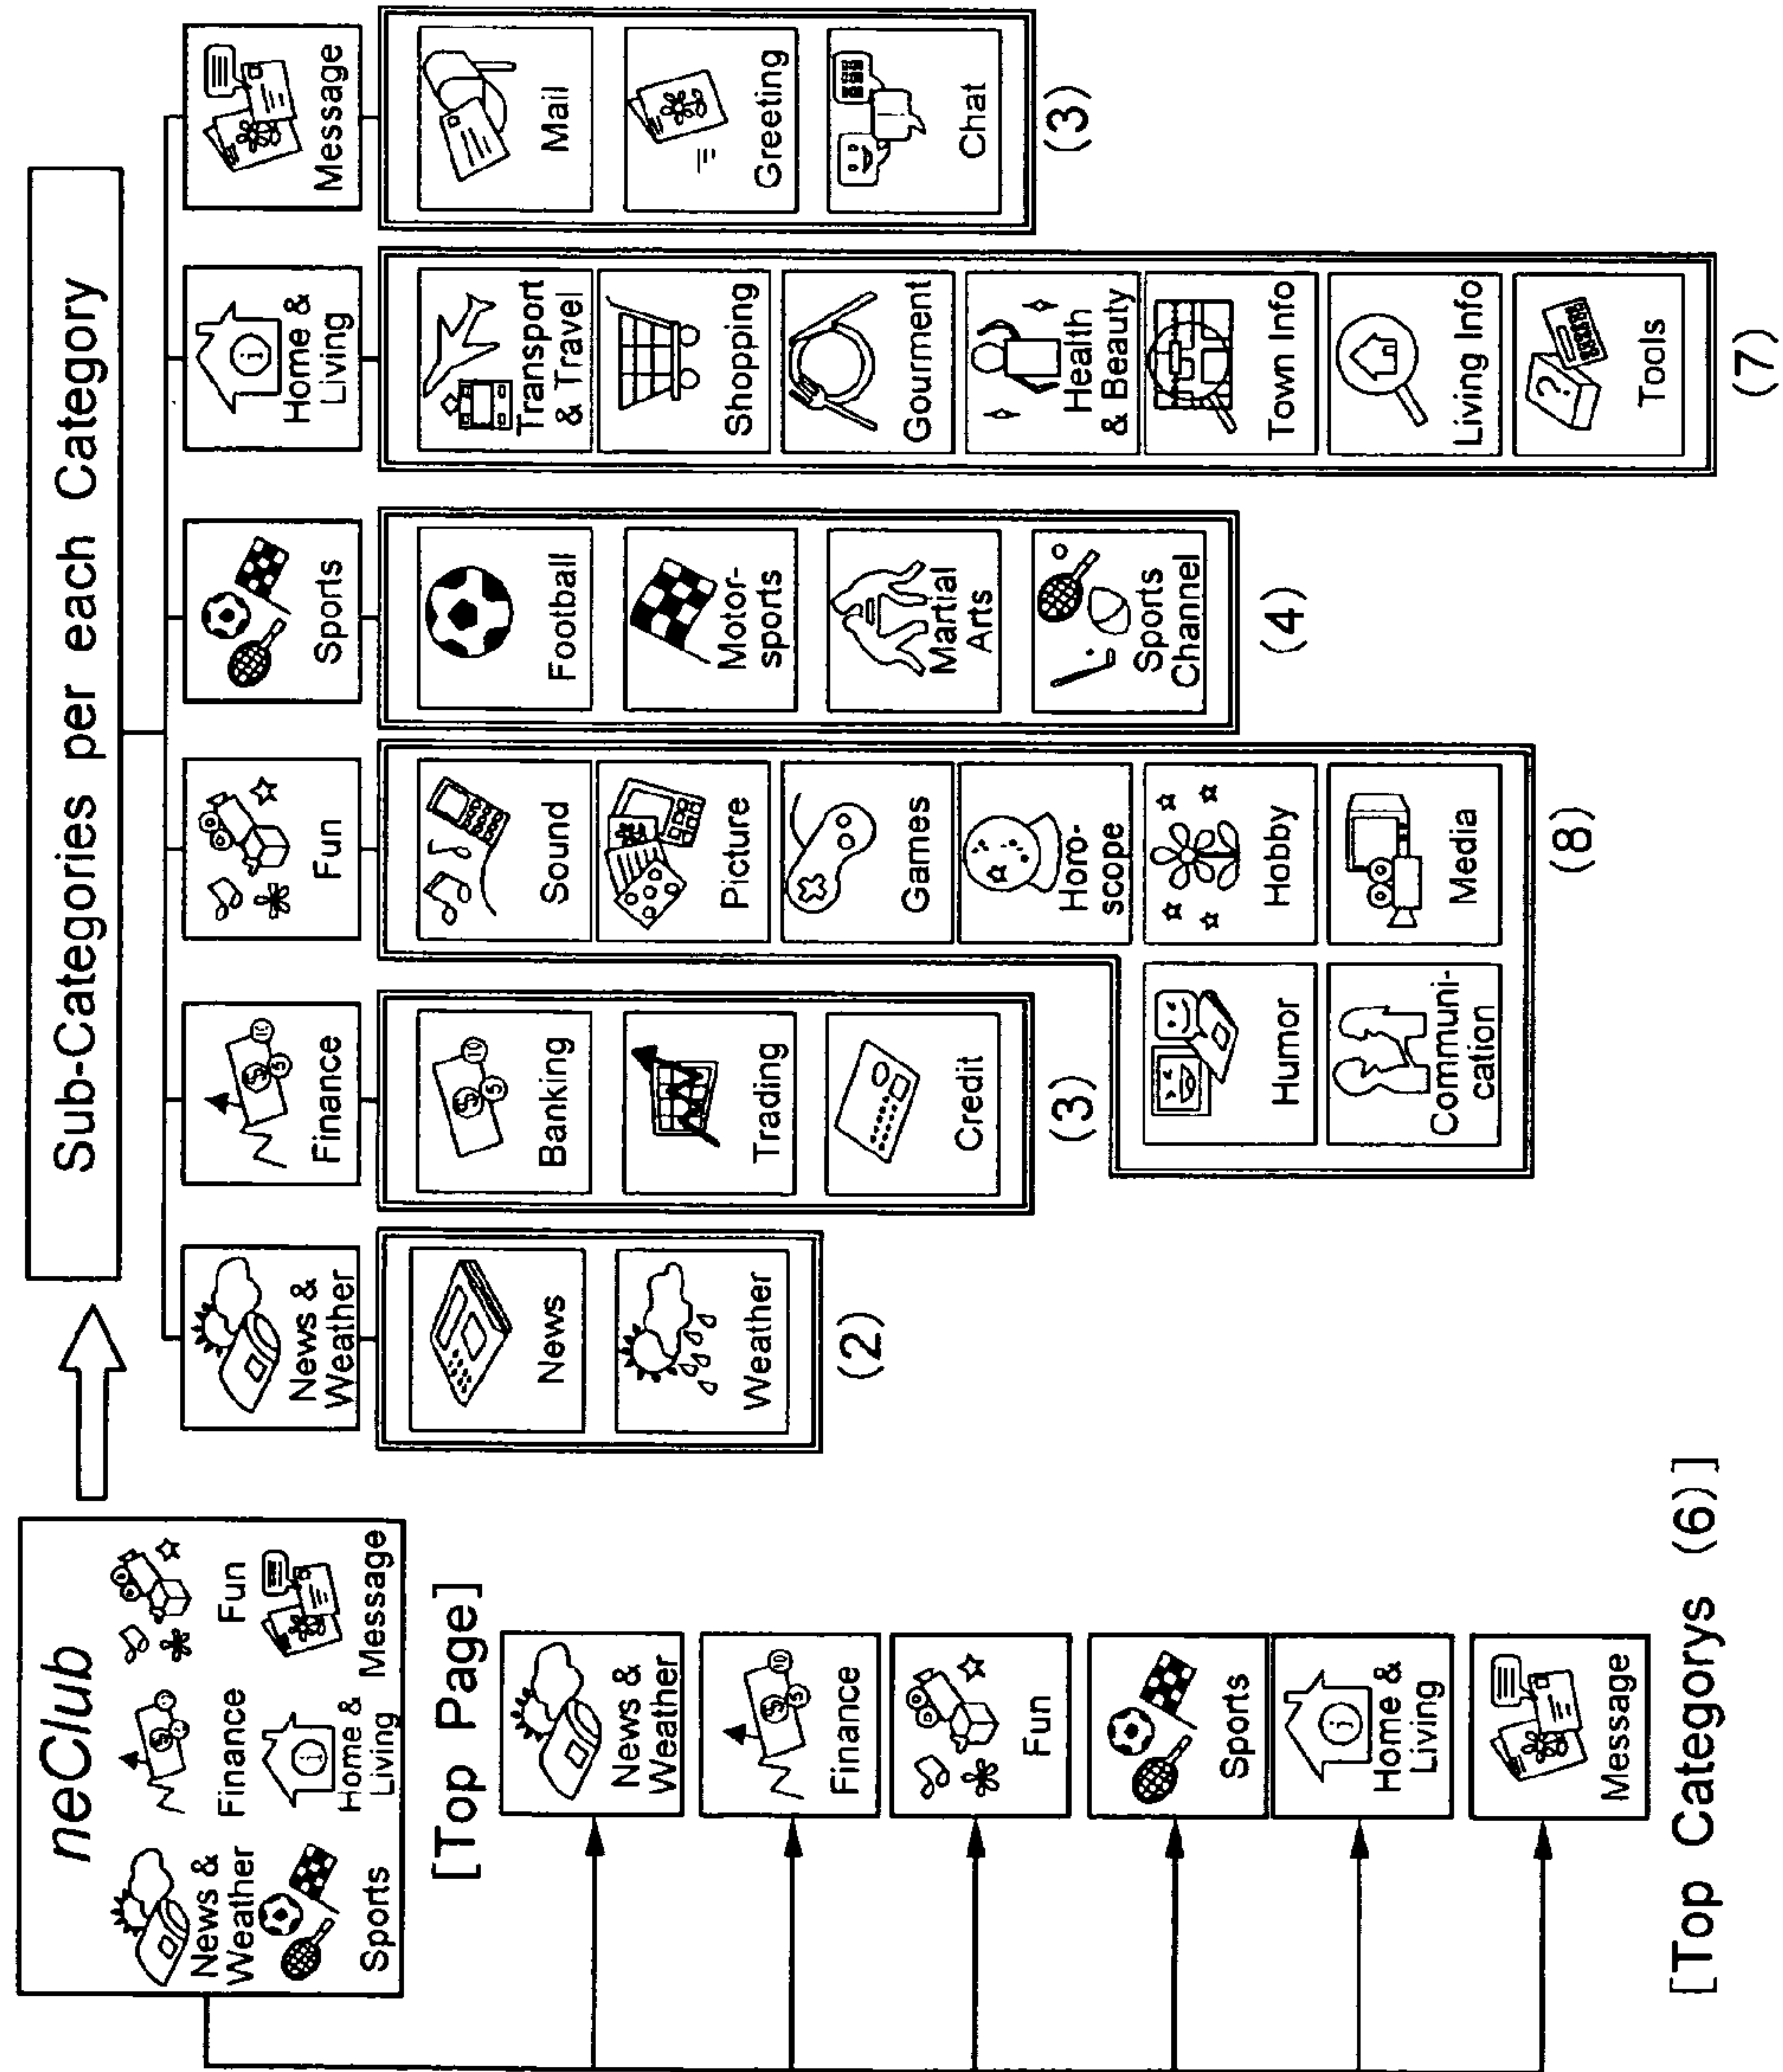 neClub
News &
Weather
Finance
Fun
Sports
Home &
Living
Message
[Top Page]
News &
Weather
Finance
Fun
Sports
Home &
Living
Message
[Top Categorys (6)]
Sub-Categories per each Category
News &
Weather
News
Weather
(2)
Finance
Banking
Trading
Credit
(3)
Fun
Sound
Picture
Games
Horo-
scope
Hobby
Media
Humor
Communi-
cation
(8)
Sports
Football
Motor-
sports
Martial
Arts
Sports
Channel
(4)
Home &
Living
Transport
& Travel
Shopping
Gourment
Health
& Beauty
Town Info
Living Info
Tools
(7)
Message
Mail
Greeting
Chat
(3)